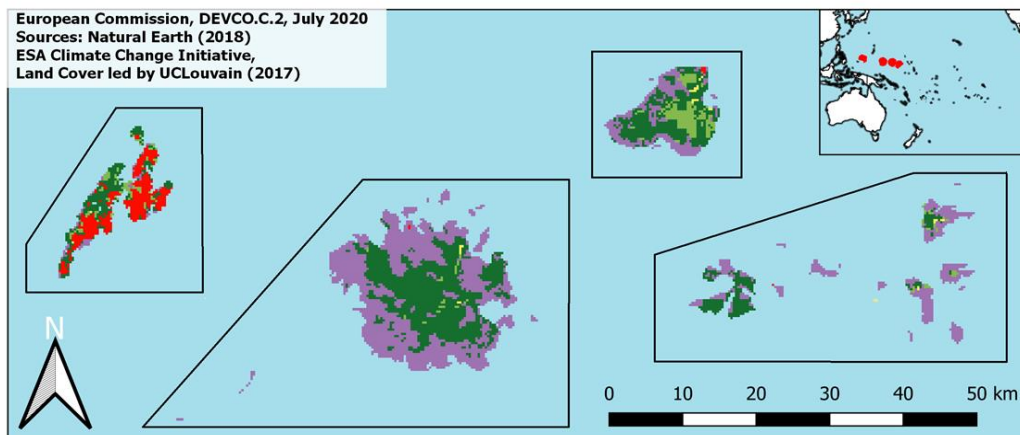 European Commission, DEVCO.C.2, July 2020
Sources: Natural Earth (2018)
ESA Climate Change Initiative,
Land Cover led by UCLouvain (2017)
N
0 10 20 30 40 50 km